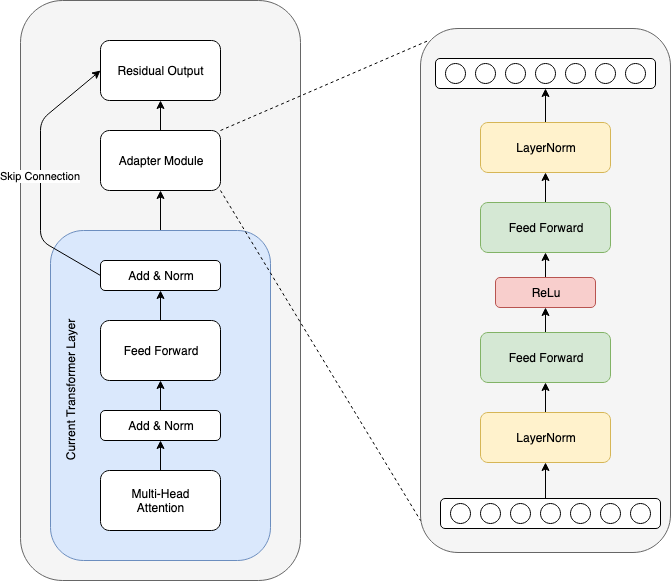 Residual Output
Adapter Module
Skip Connection
Add & Norm
Feed Forward
Add & Norm
Multi-Head
Attention
Current Transformer Layer
LayerNorm
Feed Forward
ReLu
Feed Forward
LayerNorm